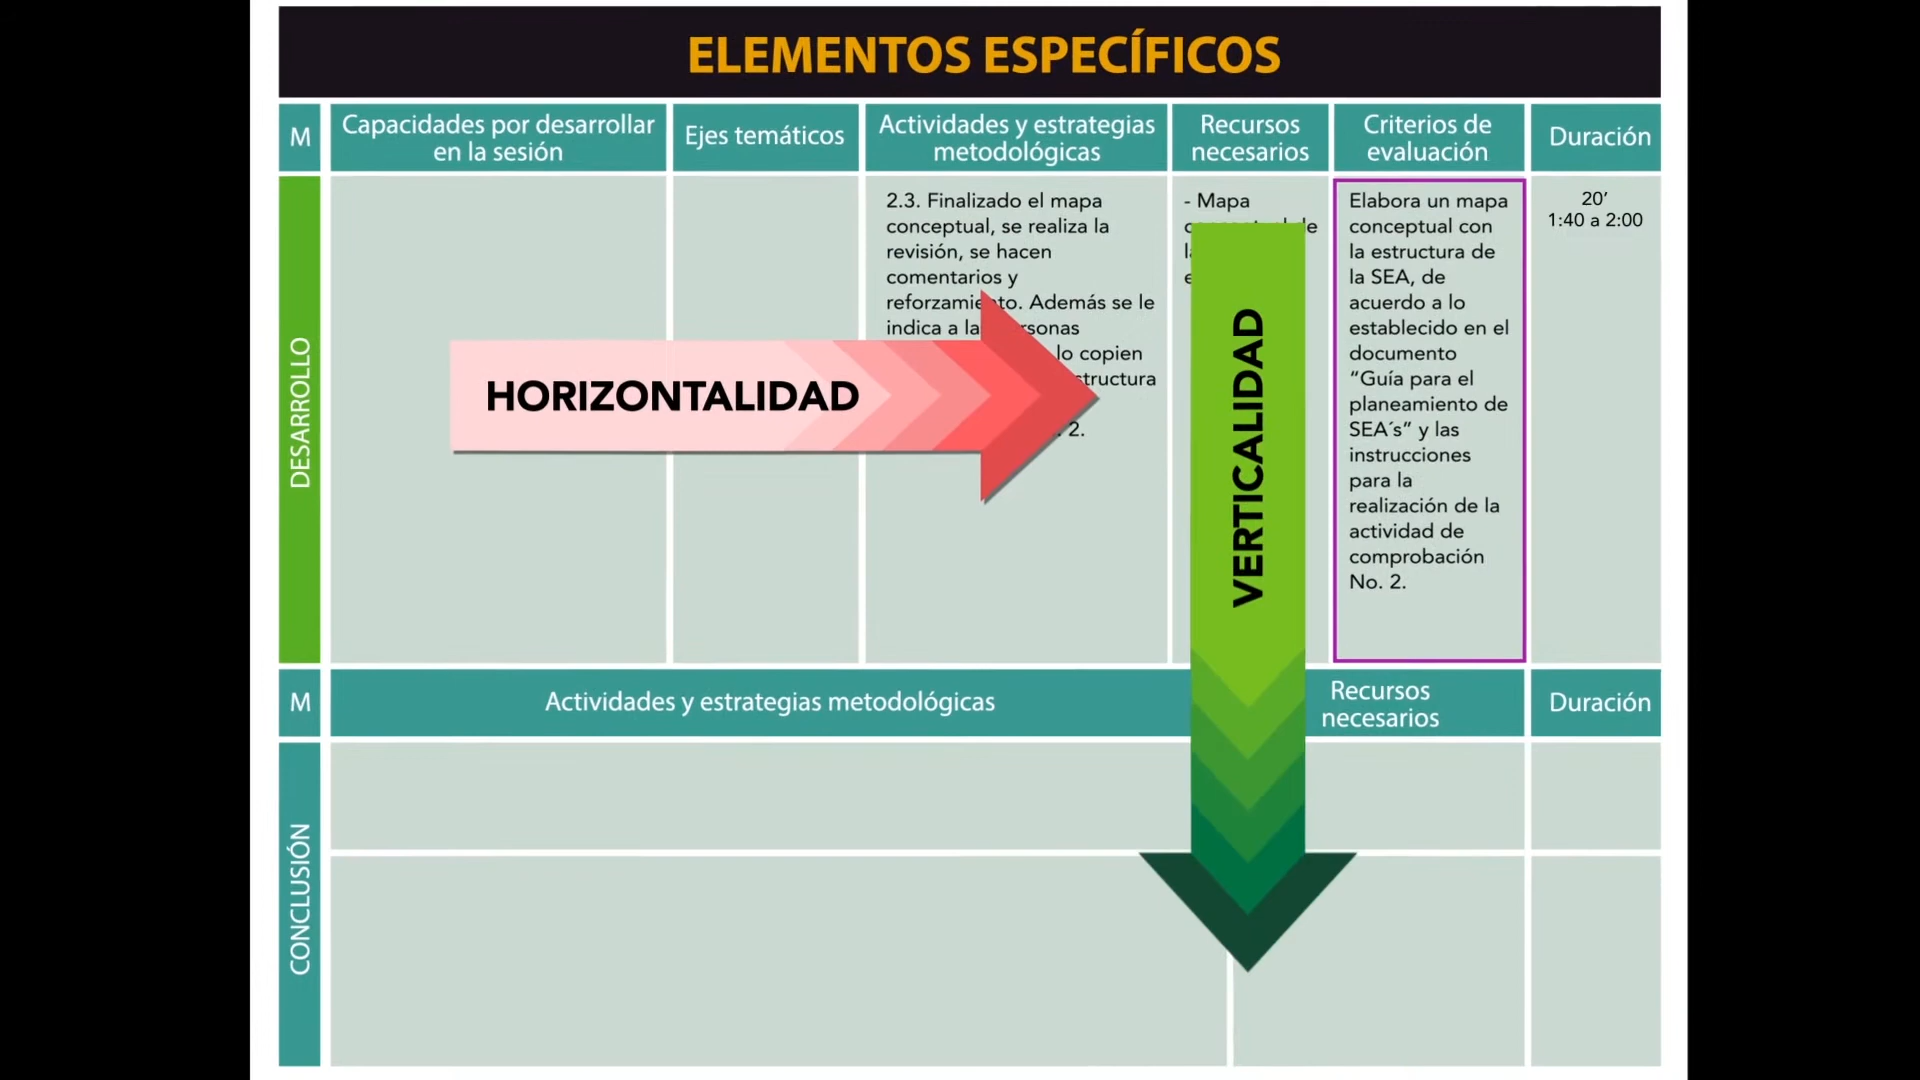 ELEMENTOS ESPECÍFICOS
M
Capacidades por desarrollar
en la sesión
Ejes temáticos
Actividades y estrategias
metodológicas
Recursos
necesarios
Criterios de
evaluación
Duración
DESARROLLO
2.3. Finalizado el mapa
conceptual, se realiza la
revisión, se hacen
comentarios y
reforzamiento. Además se le
indica a
lo copien
2.
- Mapa
Elabora un mapa
conceptual con
la estructura de
la SEA, de
acuerdo a lo
establecido en el
documento
“Guía para el
planeamiento de
SEA´s” y las
instrucciones
para la
realización de la
actividad de
comprobación
No. 2.
20’
1:40 a 2:00
HORIZONTALIDAD
VERTICALIDAD
M
Actividades y estrategias metodológicas
Recursos
necesarios
Duración
CONCLUSIÓN